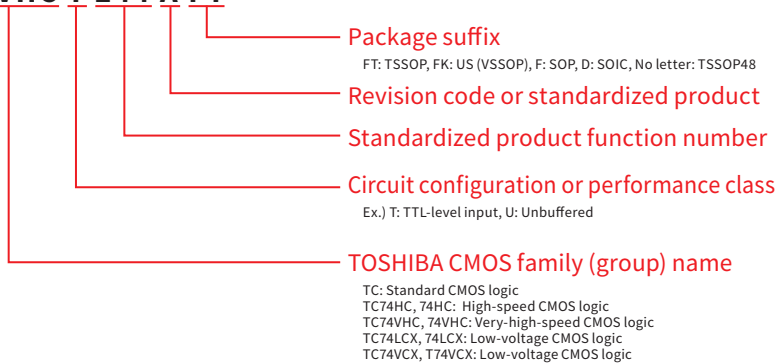 Package suffix
FT: TSSOP, FK: US (VSSOP), F: SOP, D: SOIC, No letter: TSSOP48
Revision code or standardized product
Standardized product function number
Circuit configuration or performance class
Ex.) T: TTL-level input, U: Unbuffered
TOSHIBA CMOS family (group) name
TC: Standard CMOS logic
TC74HC, 74HC: High-speed CMOS logic
TC74VHC, 74VHC: Very-high-speed CMOS logic
TC74LCX, 74LCX: Low-voltage CMOS logic
TC74VCX, T74VCX: Low-voltage CMOS logic